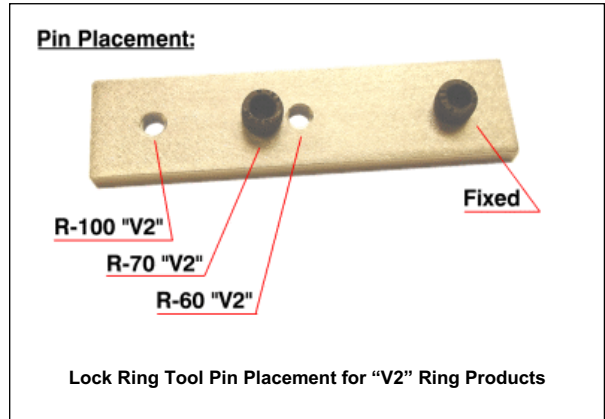 Pin Placement:
Fixed
R-100 "V2"
R-70 "V2"
R-60 "V2"
Lock Ring Tool Pin Placement for “V2” Ring Products